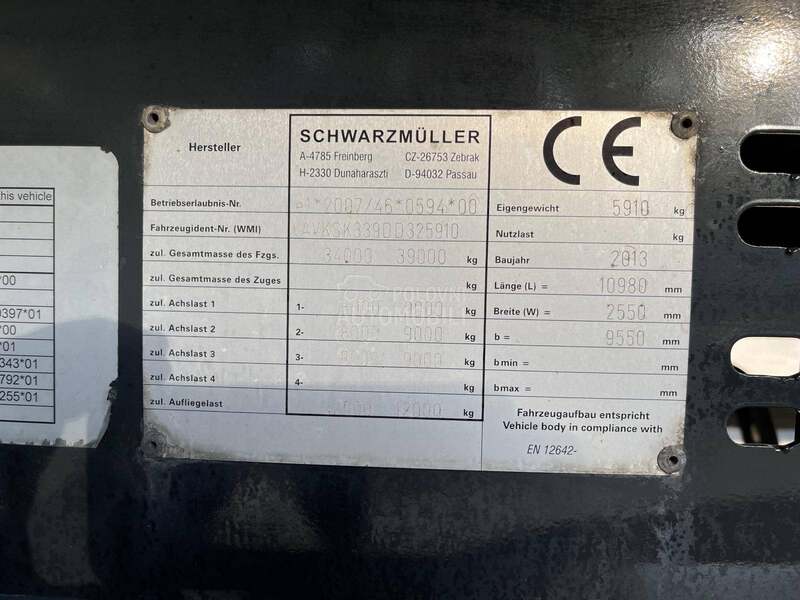 his vehicle
*00
0397*01
*00
*01
343*01
792*01
255*01
Hersteller
SCHWARZMÜLLER
A-4785 Freinberg CZ-26753 Zebrak
H-2330 Dunaharaszti D-94032 Passau
CE
Betriebserlaubnis-Nr. e1*2007/46*0594*00
Fahrzeugident-Nr. (WMI)
zul. Gesamtmasse des Fzgs. 34000 39000 kg
zul. Gesamtmasse des Zuges kg
zul. Achslast 1 1- 9000 kg
zul. Achslast 2 2- 8000 9000 kg
zul. Achslast 3 3- 8000 9000 kg
zul. Achslast 4 4- kg
zul. Aufliegelast 12000 kg
Eigengewicht 5910 kg
Nutzlast kg
Baujahr 2013
Länge (L) = 10980 mm
Breite (W) = 2550 mm
b = 9550 mm
b min = mm
b max = mm
Fahrzeugaufbau entspricht
Vehicle body in compliance with
EN 12642-